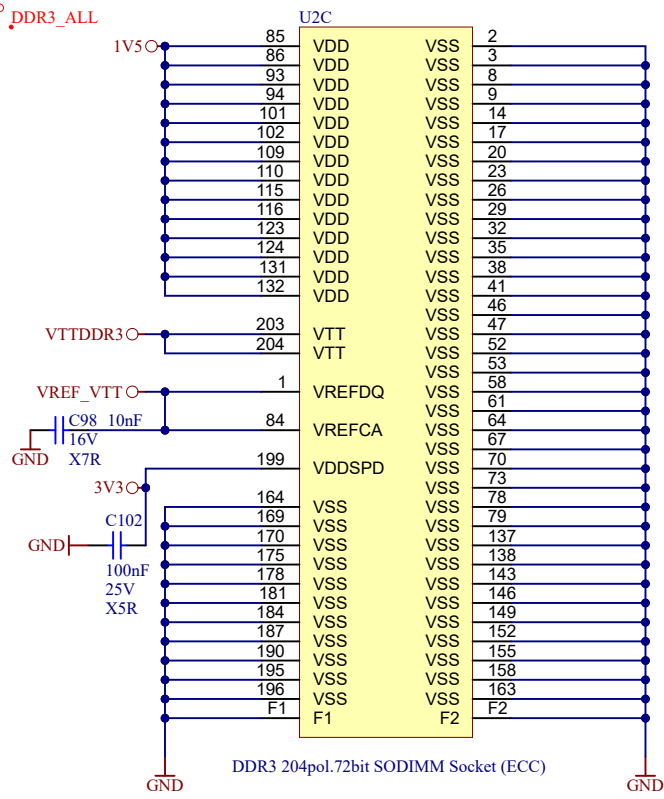 DDR3_ALL
U2C
1V5 85 VDD VSS 2
86 VDD VSS 3
93 VDD VSS 8
94 VDD VSS 9
101 VDD VSS 14
102 VDD VSS 17
109 VDD VSS 20
110 VDD VSS 23
115 VDD VSS 26
116 VDD VSS 29
123 VDD VSS 32
124 VDD VSS 35
131 VDD VSS 38
132 VDD VSS 41
VSS 46
VTTDDR3 203 VTT VSS 47
204 VTT VSS 52
VSS 53
VREF_VTT 1 VREFDQ VSS 58
VSS 61
C98 10nF 84 VREFCA VSS 64
16V VSS 67
GND X7R
199 VDDSPD VSS 70
3V3 VSS 73
164 VSS VSS 78
C102 169 VSS VSS 79
GND 170 VSS VSS 137
100nF 175 VSS VSS 138
25V 178 VSS VSS 143
X5R 181 VSS VSS 146
184 VSS VSS 149
187 VSS VSS 152
190 VSS VSS 155
195 VSS VSS 158
196 VSS VSS 163
F1 F1 F2 F2
DDR3 204pol.72bit SODIMM Socket (ECC)
GND GND